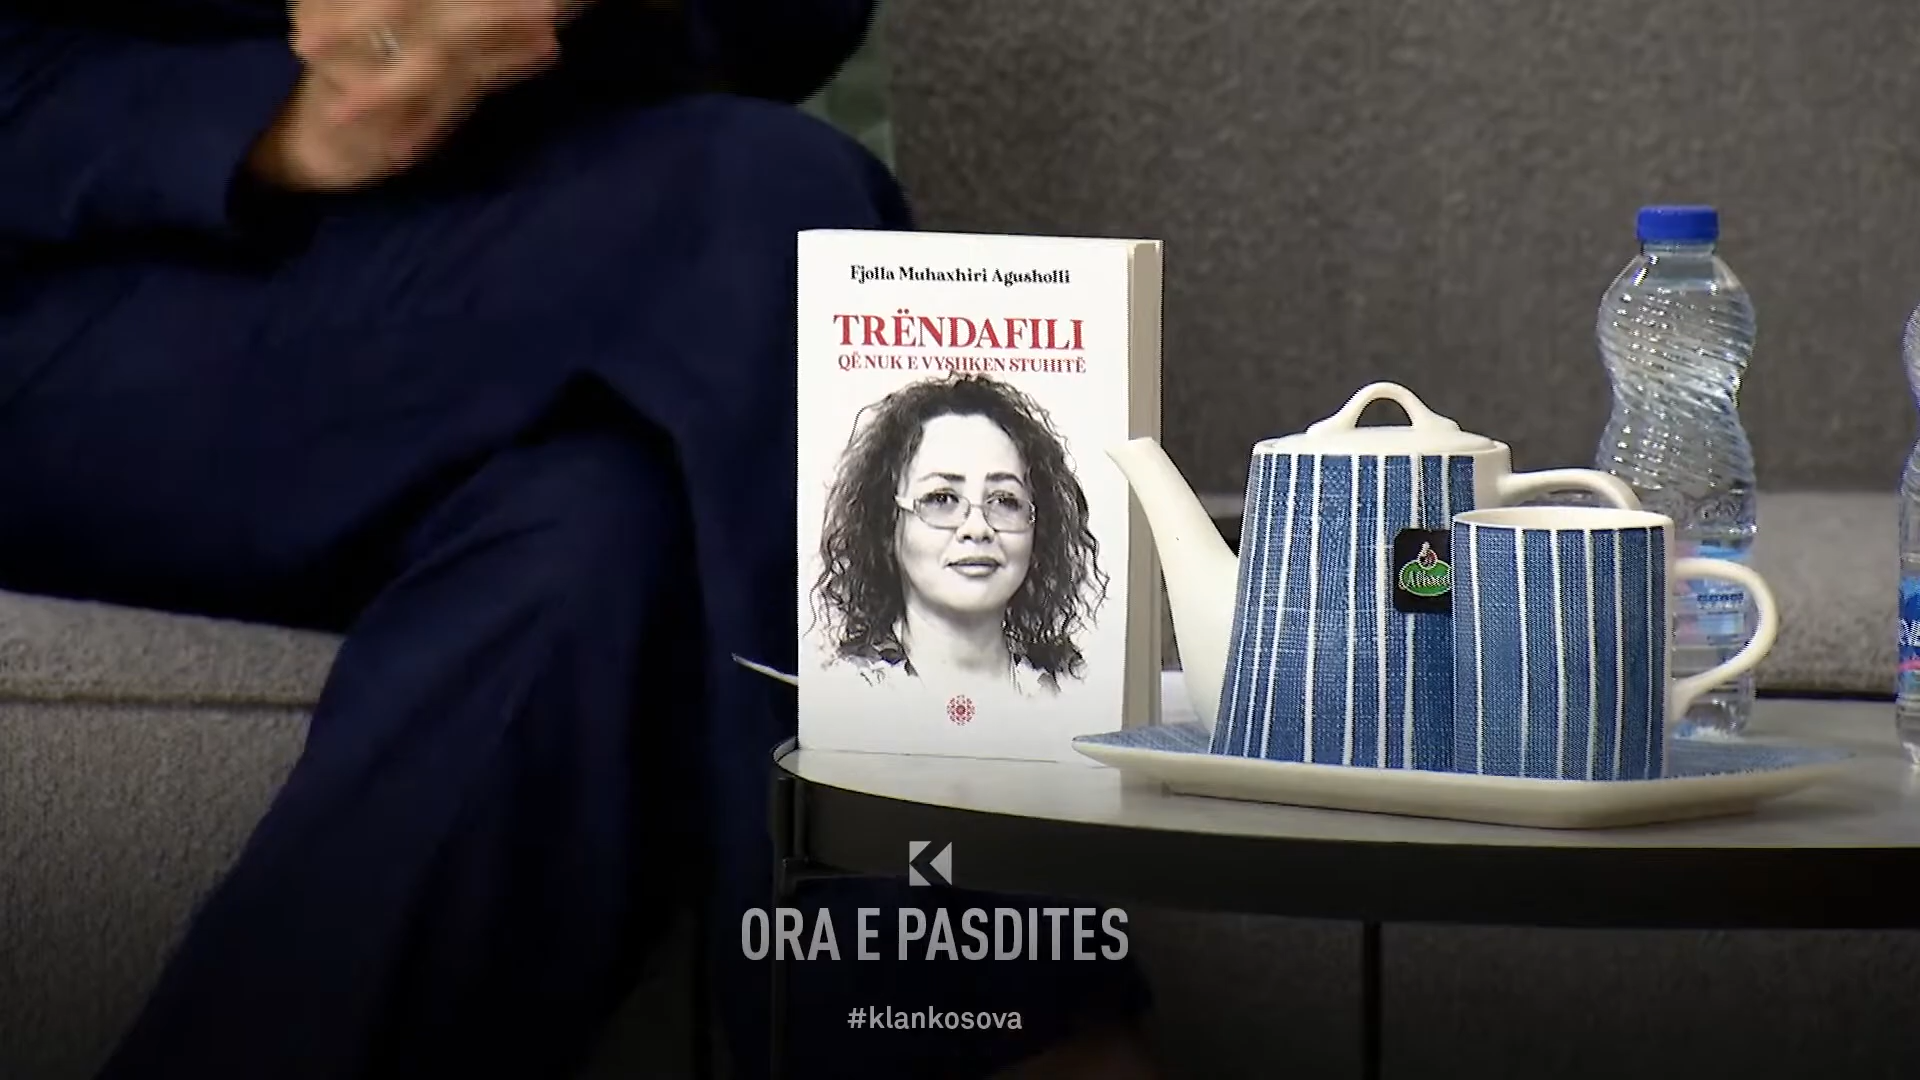 Fjolla Muhaxhiri Agusholli
TRËNDAFILI
QË NUK E VYSHKEN STUHITË
ORA E PASDITES
#klankosova